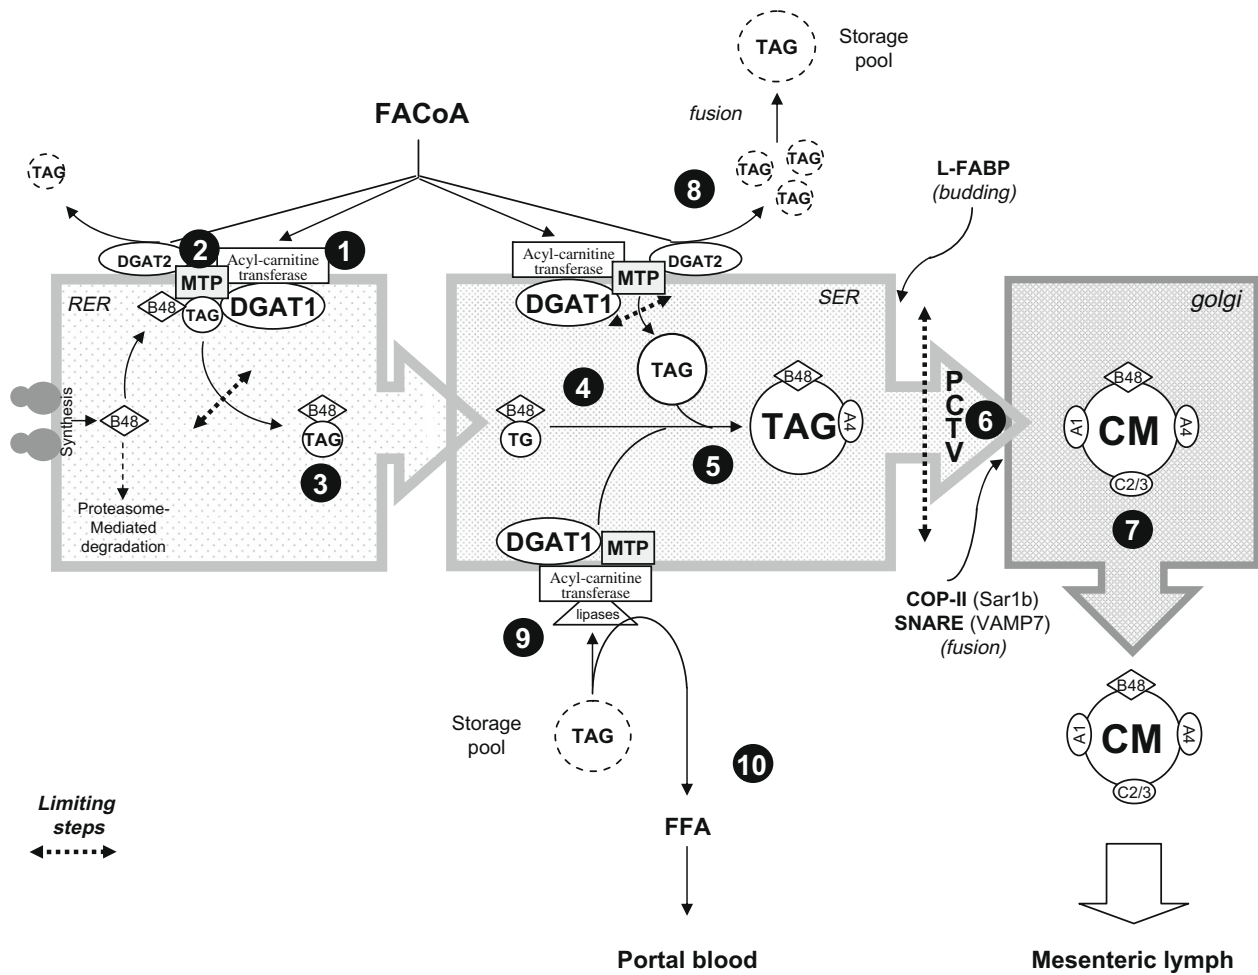 TAG
Storage
pool
fusion
FACoA
TAG
TAG
TAG
TAG
8
L-FABP
(budding)
DGAT2
2
Acyl-carnitine
transferase
1
MTP
Acyl-carnitine
transferase
MTP
DGAT2
RER
B48
TAG
DGAT1
DGAT1
SER
golgi
Synthesis
B48
B48
TAG
3
Proteasome-
Mediated
degradation
TAG
4
B48
TG
5
B48
TAG
A4
PCTV
6
B48
A1
CM
A4
C2/3
7
DGAT1
MTP
Acyl-carnitine
transferase
lipases
9
COP-II (Sar1b)
SNARE (VAMP7)
(fusion)
Storage
pool
TAG
10
B48
A1
CM
A4
C2/3
Limiting
steps
FFA
Portal blood
Mesenteric lymph